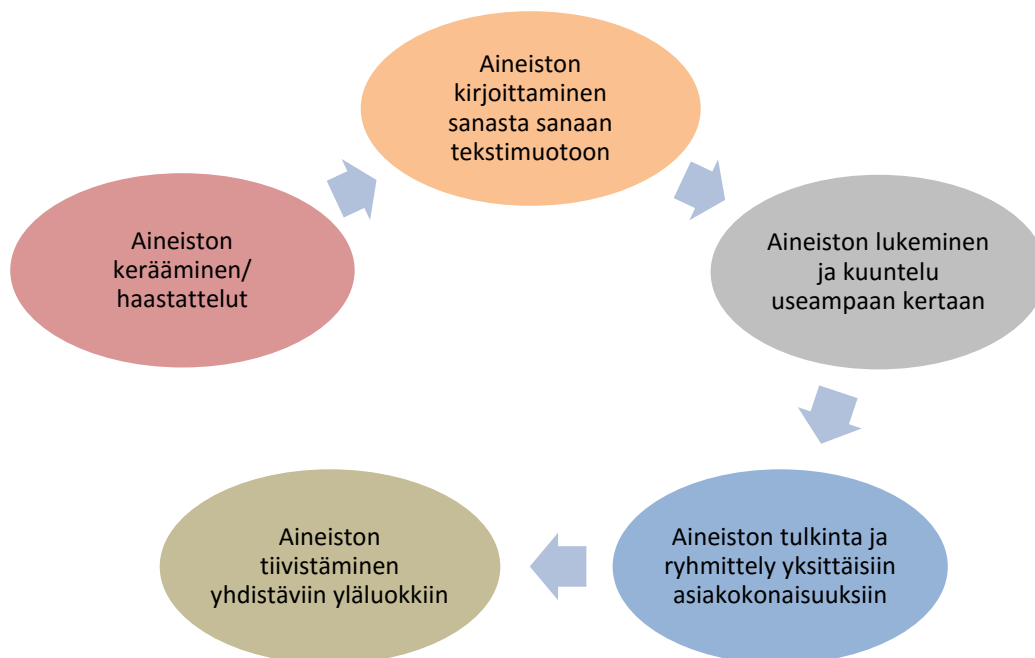 Aineiston
kirjoittaminen
sanasta sanaan
tekstimuotoon
Aineiston
kerääminen/
haastattelut
Aineiston lukeminen
ja kuuntelu
useampaan kertaan
Aineiston tulkinta ja
ryhmittely yksittäisiin
asiakokonaisuuksiin
Aineiston
tiivistäminen
yhdistäviin yläluokkiin